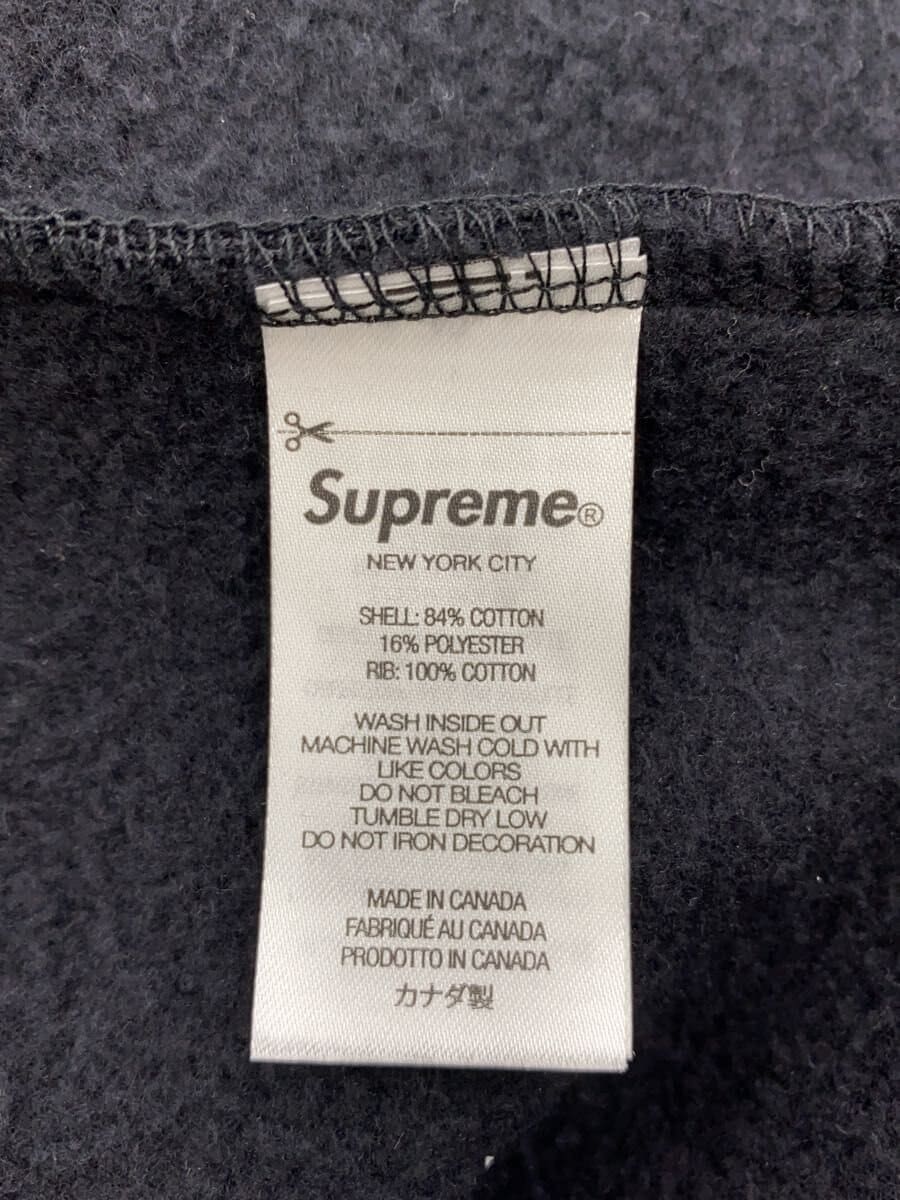 Supreme®
NEW YORK CITY
SHELL: 84% COTTON
16% POLYESTER
RIB: 100% COTTON
WASH INSIDE OUT
MACHINE WASH COLD WITH
LIKE COLORS
DO NOT BLEACH
TUMBLE DRY LOW
DO NOT IRON DECORATION
MADE IN CANADA
FABRIQUÉ AU CANADA
PRODOTTO IN CANADA
カナダ製